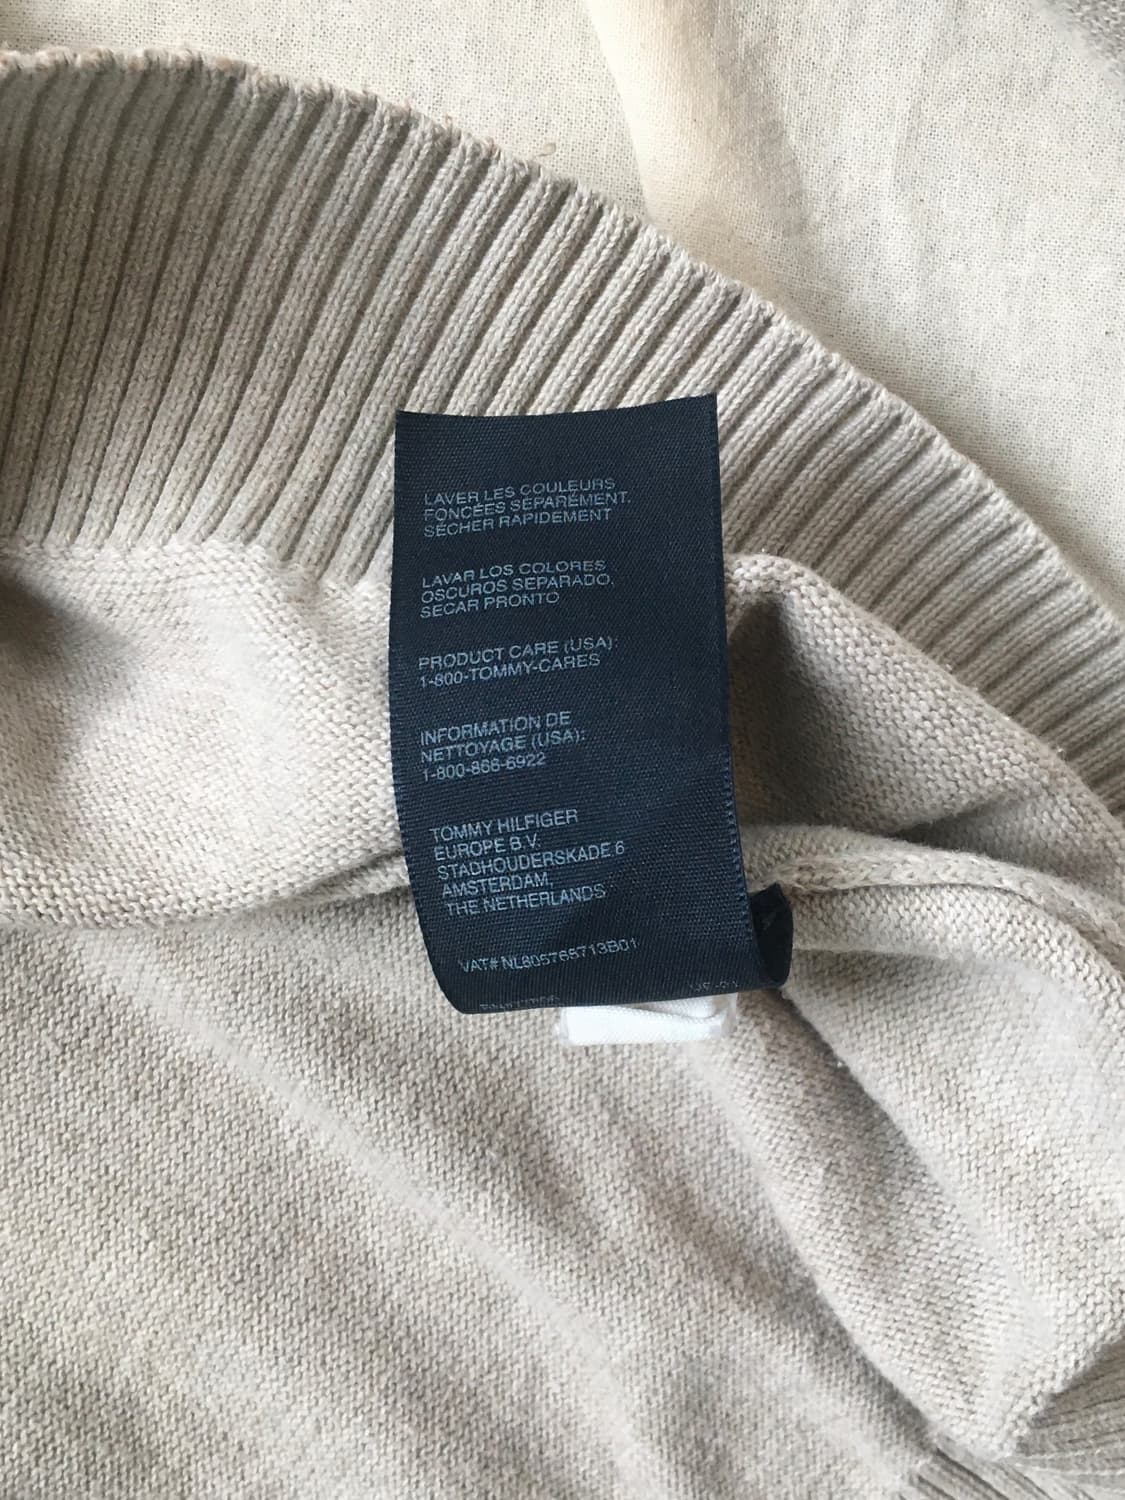 LAVER LES COULEURS
FONCÉES SÉPARÉMENT.
SÉCHER RAPIDEMENT
LAVAR LOS COLORES
OSCUROS SEPARADO,
SECAR PRONTO
PRODUCT CARE (USA):
1-800-TOMMY-CARES
INFORMATION DE
NETTOYAGE (USA):
1-800-866-6922
TOMMY HILFIGER
EUROPE B.V.
STADHOUDERSKADE 6
AMSTERDAM,
THE NETHERLANDS
VAT# NL805768713B01